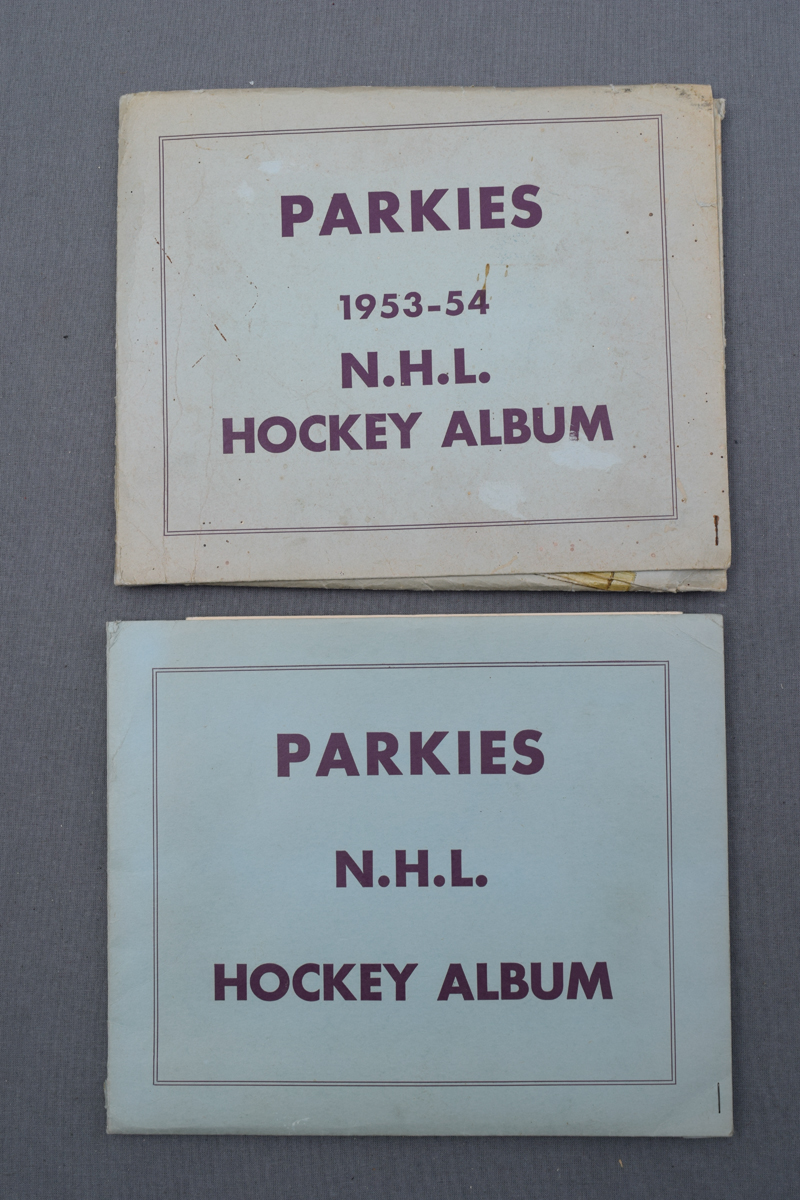 PARKIES
1953-54
N.H.L.
HOCKEY ALBUM
PARKIES
N.H.L.
HOCKEY ALBUM